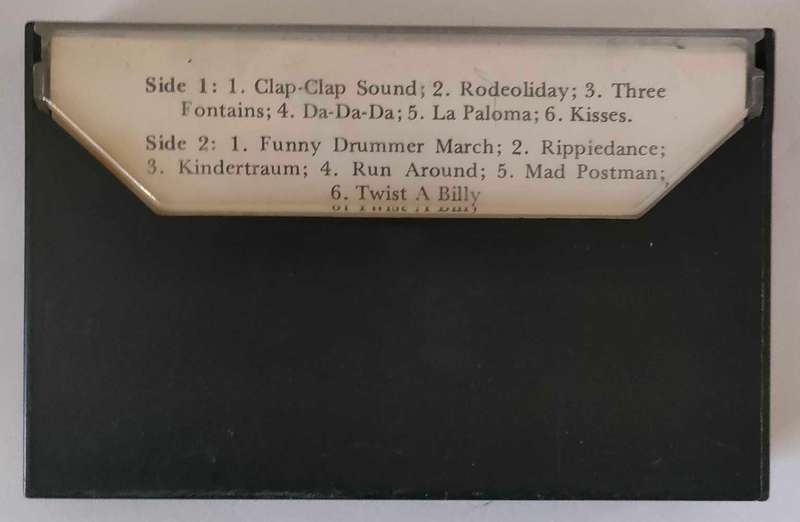 Side 1: 1. Clap-Clap Sound; 2. Rodeoliday; 3. Three
Fontains; 4. Da-Da-Da; 5. La Paloma; 6. Kisses.
Side 2: 1. Funny Drummer March; 2. Rippiedance;
3. Kindertraum; 4. Run Around; 5. Mad Postman;
6. Twist A Billy